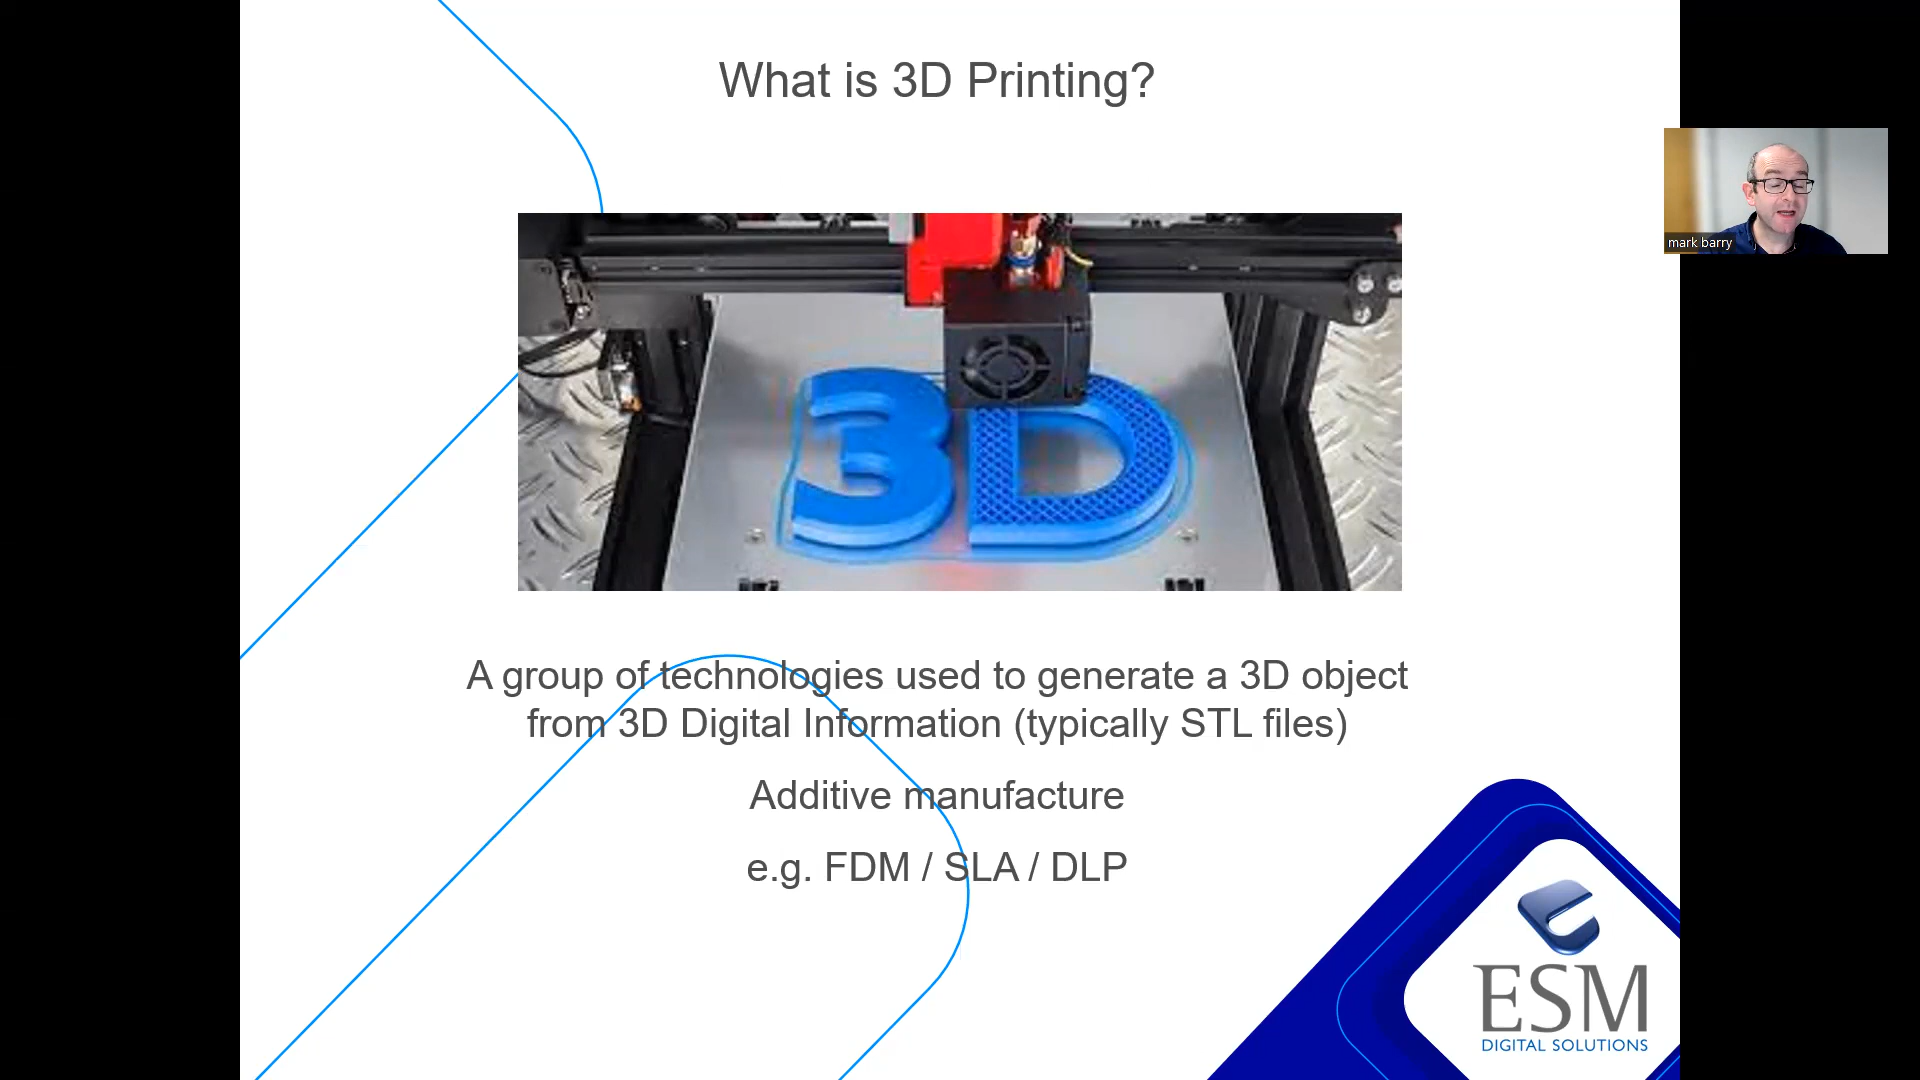 What is 3D Printing?
mark barry
3D
A group of technologies used to generate a 3D object
from 3D Digital Information (typically STL files)
Additive manufacture
e.g. FDM / SLA / DLP
ESM
DIGITAL SOLUTIONS